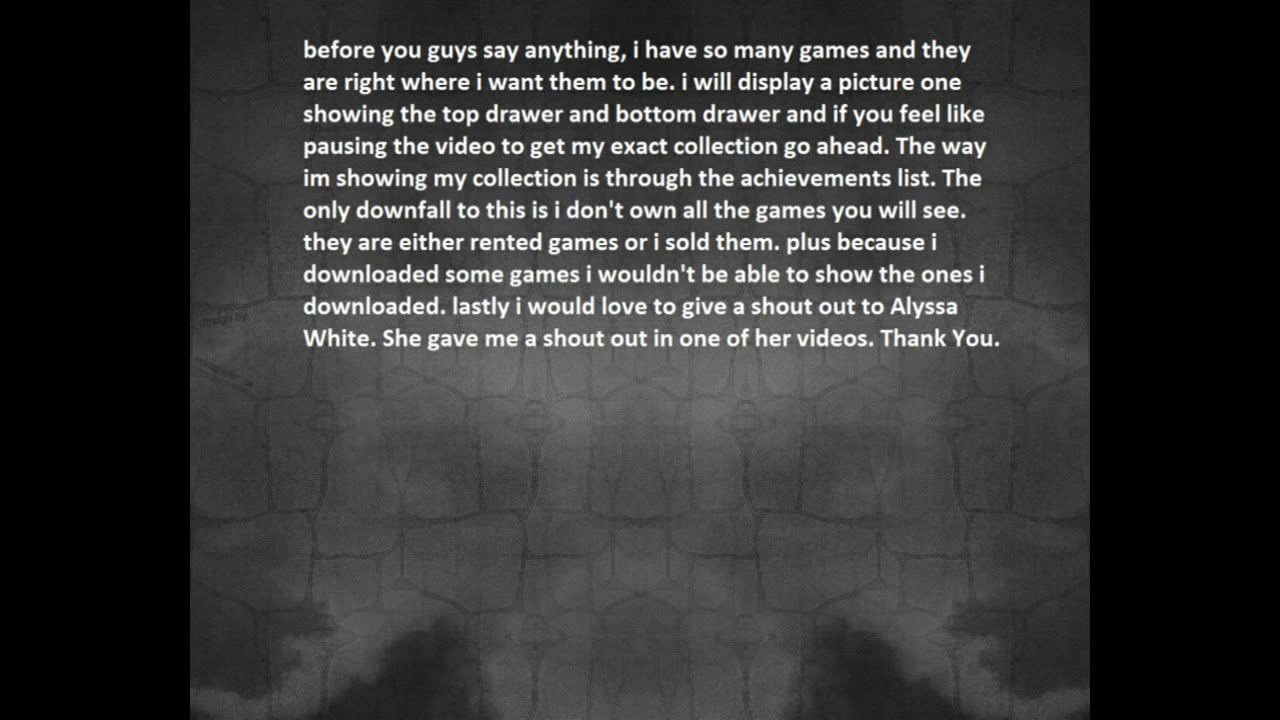 before you guys say anything, i have so many games and they
are right where i want them to be. i will display a picture one
showing the top drawer and bottom drawer and if you feel like
pausing the video to get my exact collection go ahead. The way
im showing my collection is through the achievements list. The
only downfall to this is i don't own all the games you will see.
they are either rented games or i sold them. plus because i
downloaded some games i wouldn't be able to show the ones i
downloaded. lastly i would love to give a shout out to Alyssa
White. She gave me a shout out in one of her videos. Thank You.
design by